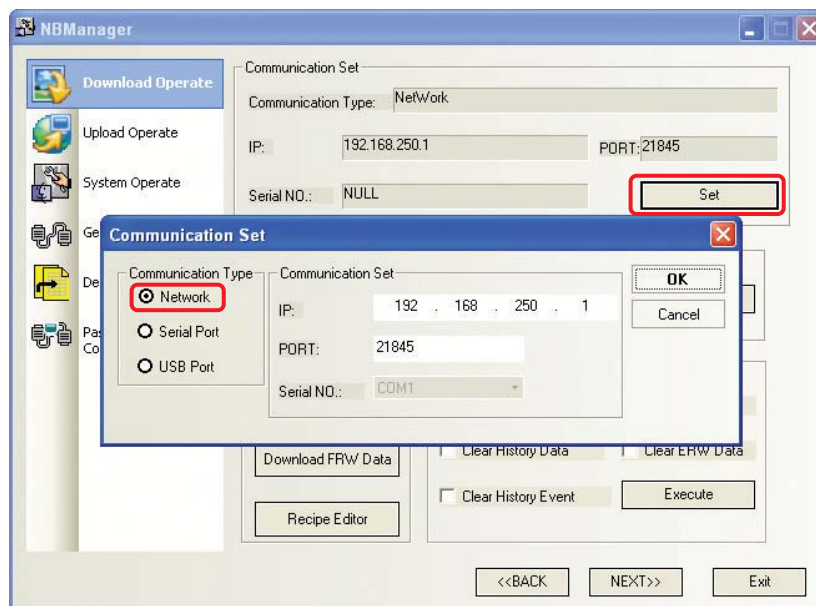 NBManager
Download Operate
Upload Operate
System Operate
Ge
De
Pa
Co
Communication Set
Communication Type: NetWork
IP: 192.168.250.1 PORT: 21845
Serial NO.: NULL
Set
Communication Set
Communication Type
Network
Serial Port
USB Port
Communication Set
IP: 192 . 168 . 250 . 1
PORT: 21845
Serial NO.: COM1
OK
Cancel
Download FRW Data
Recipe Editor
Clear History Data
Clear ERW Data
Clear History Event
Execute
<<BACK
NEXT>>
Exit